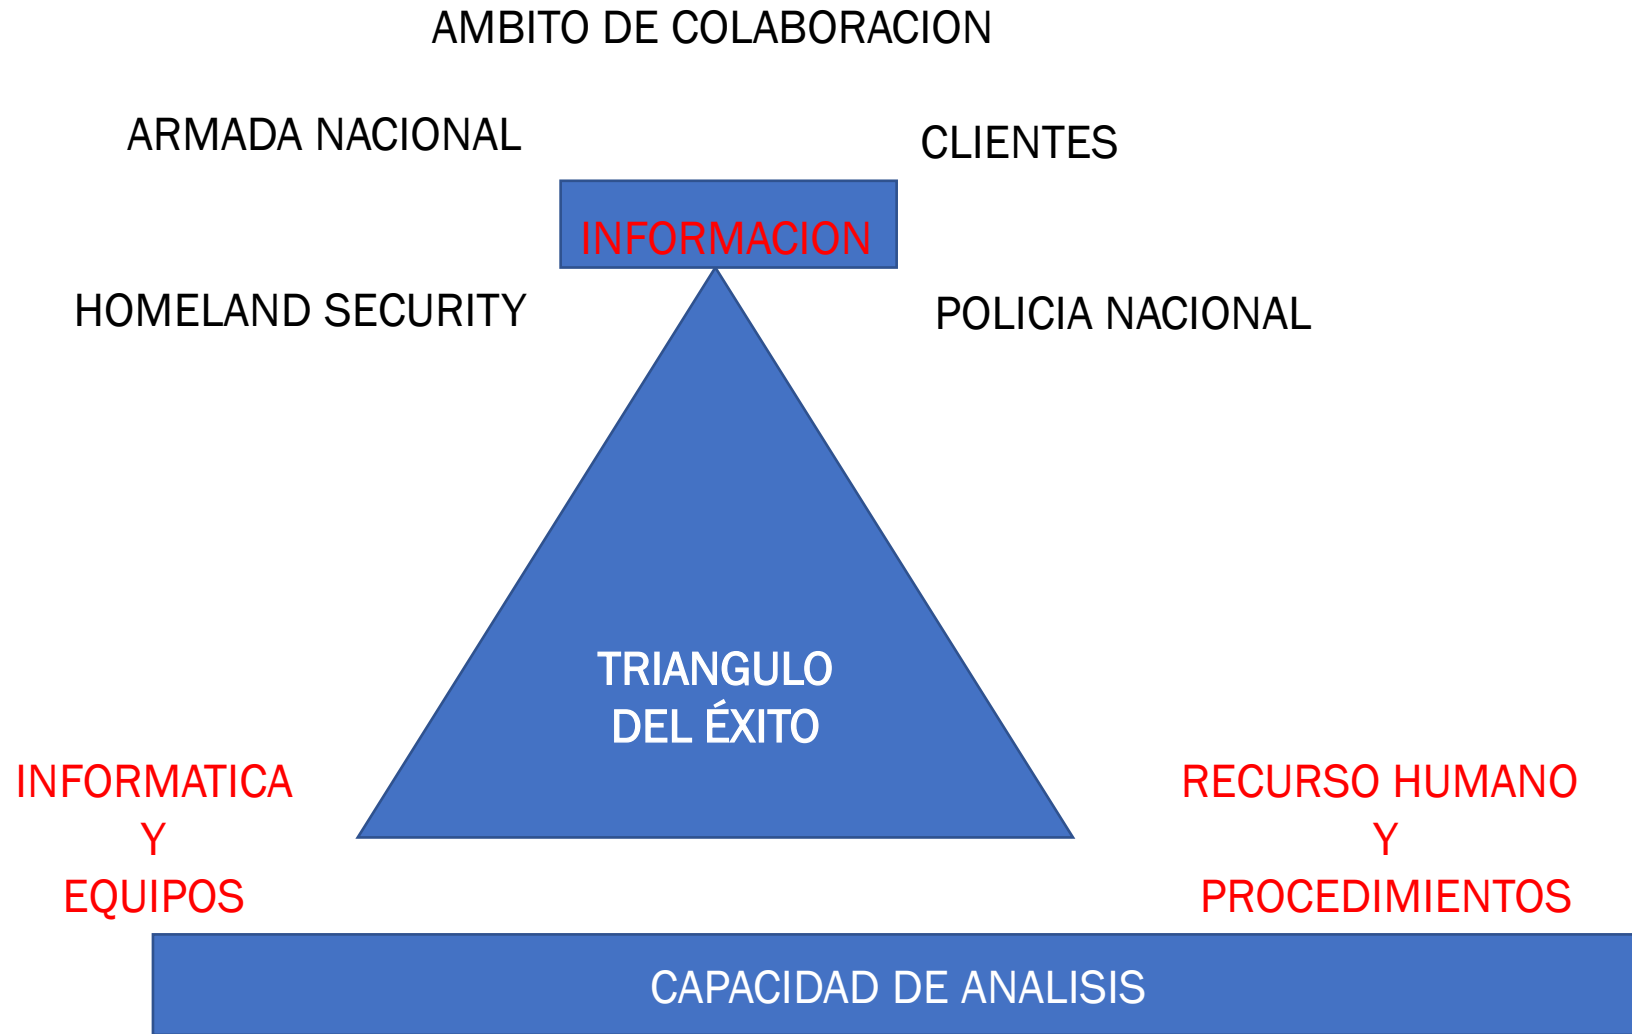 AMBITO DE COLABORACION
ARMADA NACIONAL
CLIENTES
INFORMACION
HOMELAND SECURITY
POLICIA NACIONAL
TRIANGULO
DEL ÉXITO
INFORMATICA
Y
EQUIPOS
RECURSO HUMANO
Y
PROCEDIMIENTOS
CAPACIDAD DE ANALISIS